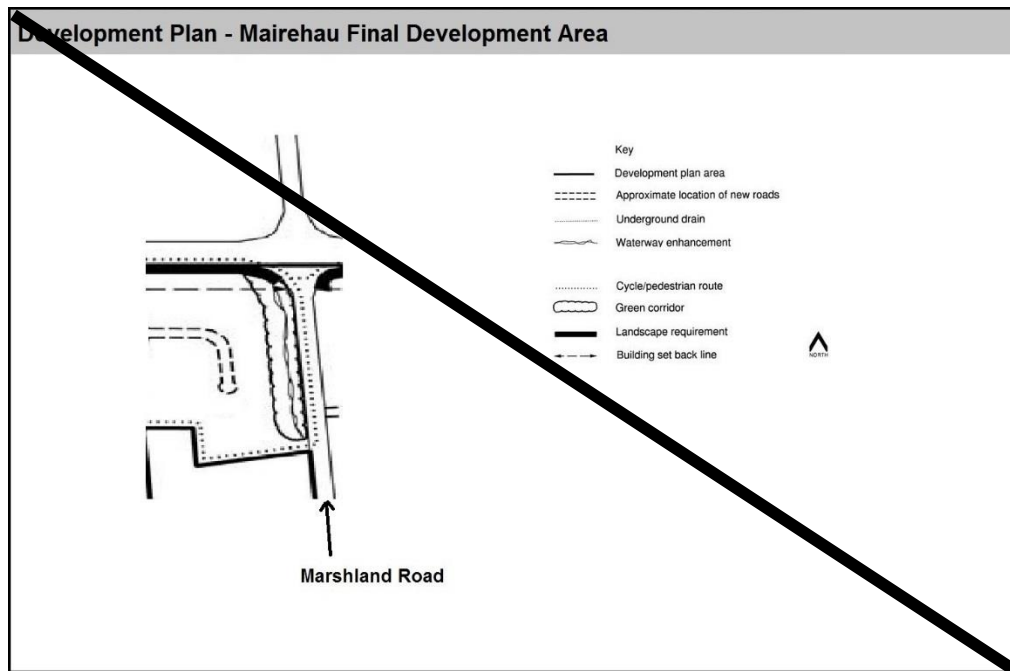 Development Plan - Mairehau Final Development Area
Key
Development plan area
Approximate location of new roads
Underground drain
Waterway enhancement
Cycle/pedestrian route
Green corridor
Landscape requirement
Building set back line
NORTH
Marshland Road